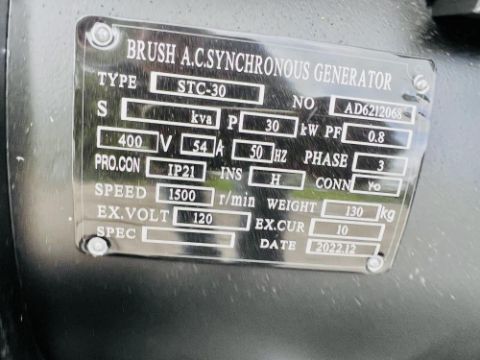 BRUSH A.C.SYNCHRONOUS GENERATOR
TYPE STC-30 NO AD6212068
S kva P 30 kW PF 0.8
400 V 54 A 50 HZ PHASE 3
PRO.CON IP21 INS H CONN Yo
SPEED 1500 r/min WEIGHT 130 kg
EX.VOLT 120 EX.CUR 10
SPEC DATE 2022.12